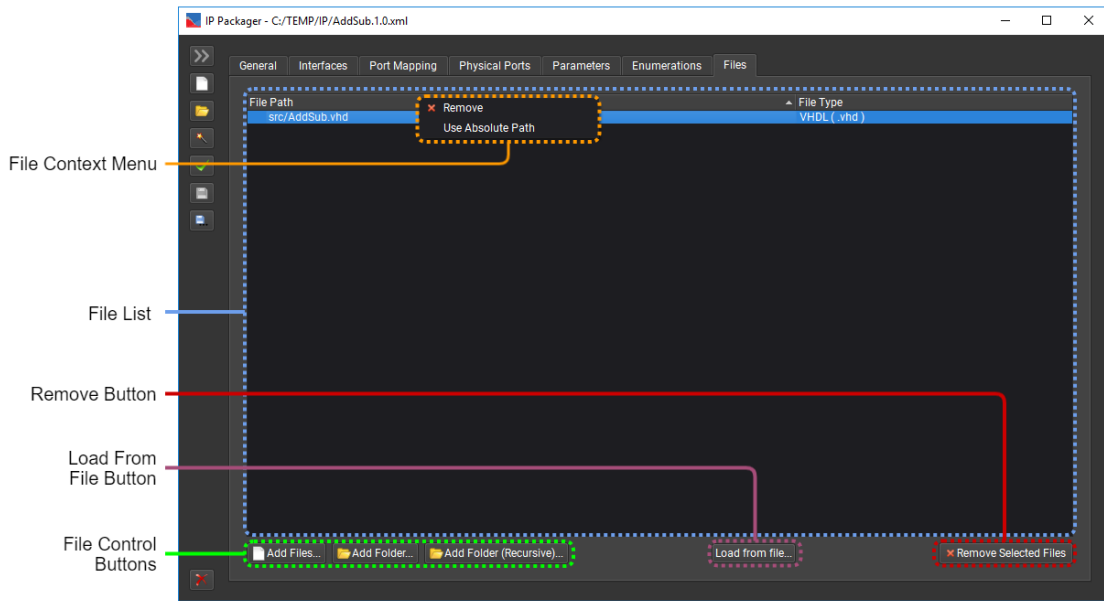 IP Packager - C:/TEMP/IP/AddSub.1.0.xml
General Interfaces Port Mapping Physical Ports Parameters Enumerations Files
File Path File Type
src/AddSub.vhd VHDL ( .vhd )
Remove
Use Absolute Path
File Context Menu
File List
Remove Button
Load From
File Button
File Control
Buttons
Add Files... Add Folder... Add Folder (Recursive)... Load from file... Remove Selected Files